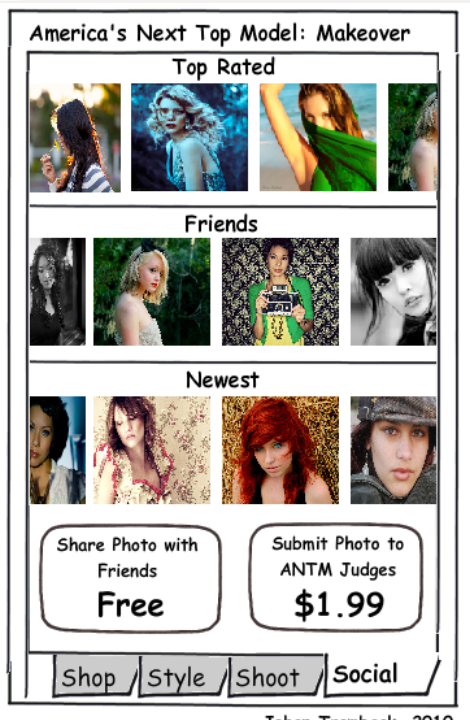 America's Next Top Model: Makeover
Top Rated
Friends
Newest
Share Photo with
Friends
Free
Submit Photo to
ANTM Judges
$1.99
Shop
Style
Shoot
Social